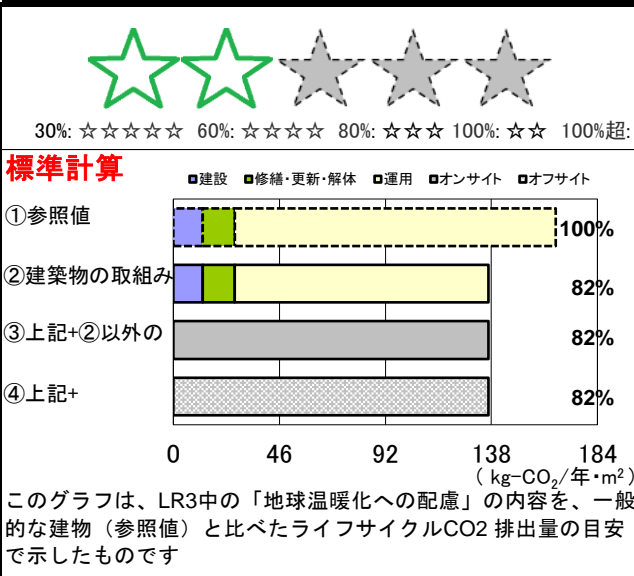 30%: ☆☆☆☆☆ 60%: ☆☆☆☆ 80%: ☆☆☆ 100%: ☆☆ 100%超:
標準計算
建設 修繕・更新・解体 運用 オンサイト オフサイト
①参照値 100%
②建築物の取組み 82%
③上記+②以外の 82%
④上記+ 82%
0 46 92 138 184
( kg-CO₂/年・m²)
このグラフは、LR3中の「地球温暖化への配慮」の内容を、一般
的な建物（参照値）と比べたライフサイクルCO2 排出量の目安
で示したものです